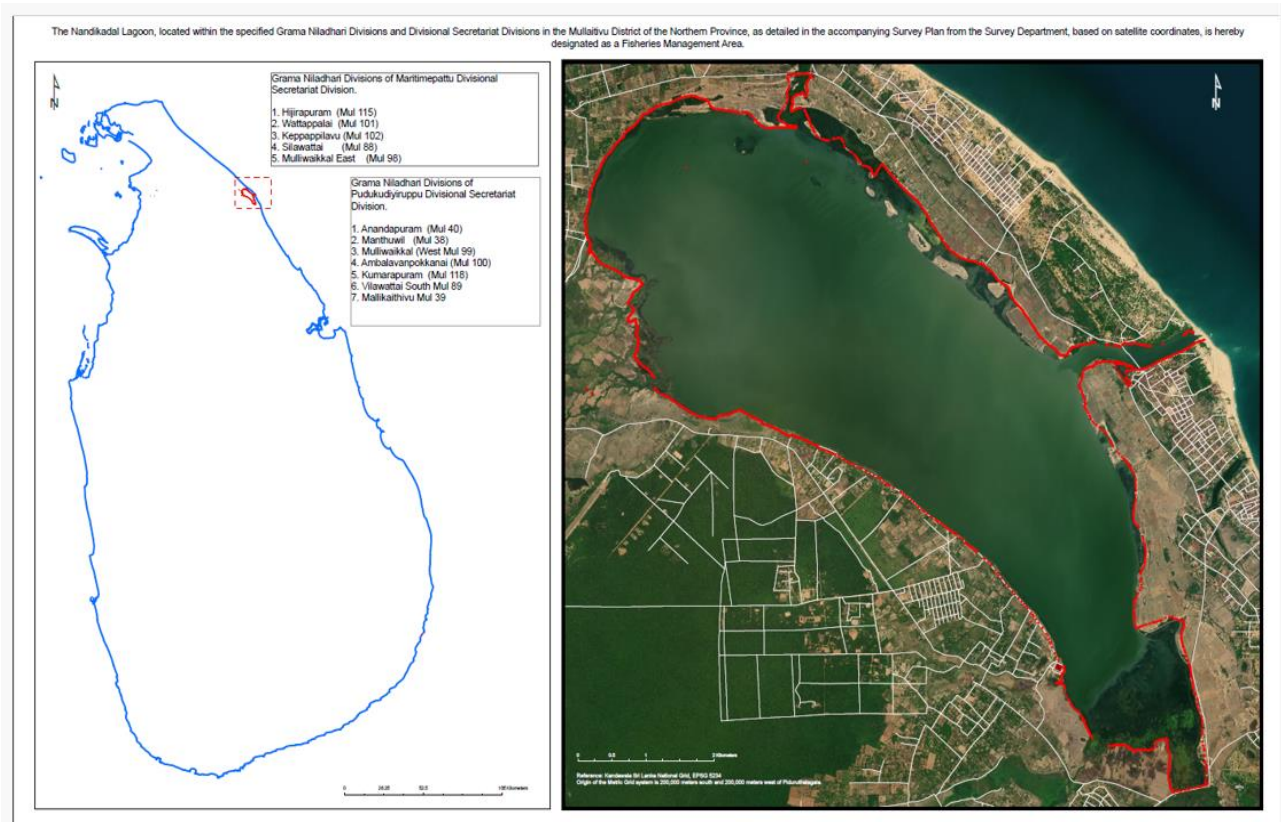 The Nandikadal Lagoon, located within the specified Grama Niladhari Divisions and Divisional Secretariat Divisions in the Mullaitivu District of the Northern Province, as detailed in the accompanying Survey Plan from the Survey Department, based on satellite coordinates, is hereby
designated as a Fisheries Management Area.
N
Grama Niladhari Divisions of Maritimepattu Divisional
Secretariat Division.
1. Hijirapuram (Mul 115)
2. Wattappalai (Mul 101)
3. Keppappilavu (Mul 102)
4. Silawattai (Mul 88)
5. Mulliwaikkal East (Mul 98)
Grama Niladhari Divisions of
Pudukudiyiruppu Divisional Secretariat
Division.
1. Anandapuram (Mul 40)
2. Manthuwil (Mul 38)
3. Mulliwaikkal (West Mul 99)
4. Ambalavanpokkanai (Mul 100)
5. Kumarapuram (Mul 118)
6. Vilawattai South Mul 89
7. Mallikaithivu Mul 39
N
0 0.5 1 2 Kilometers
Reference: Kandawala Sri Lanka National Grid, EPSG 5234
Origin of the Metric Grid system is 200,000 meters south and 200,000 meters west of Pidurutalagala